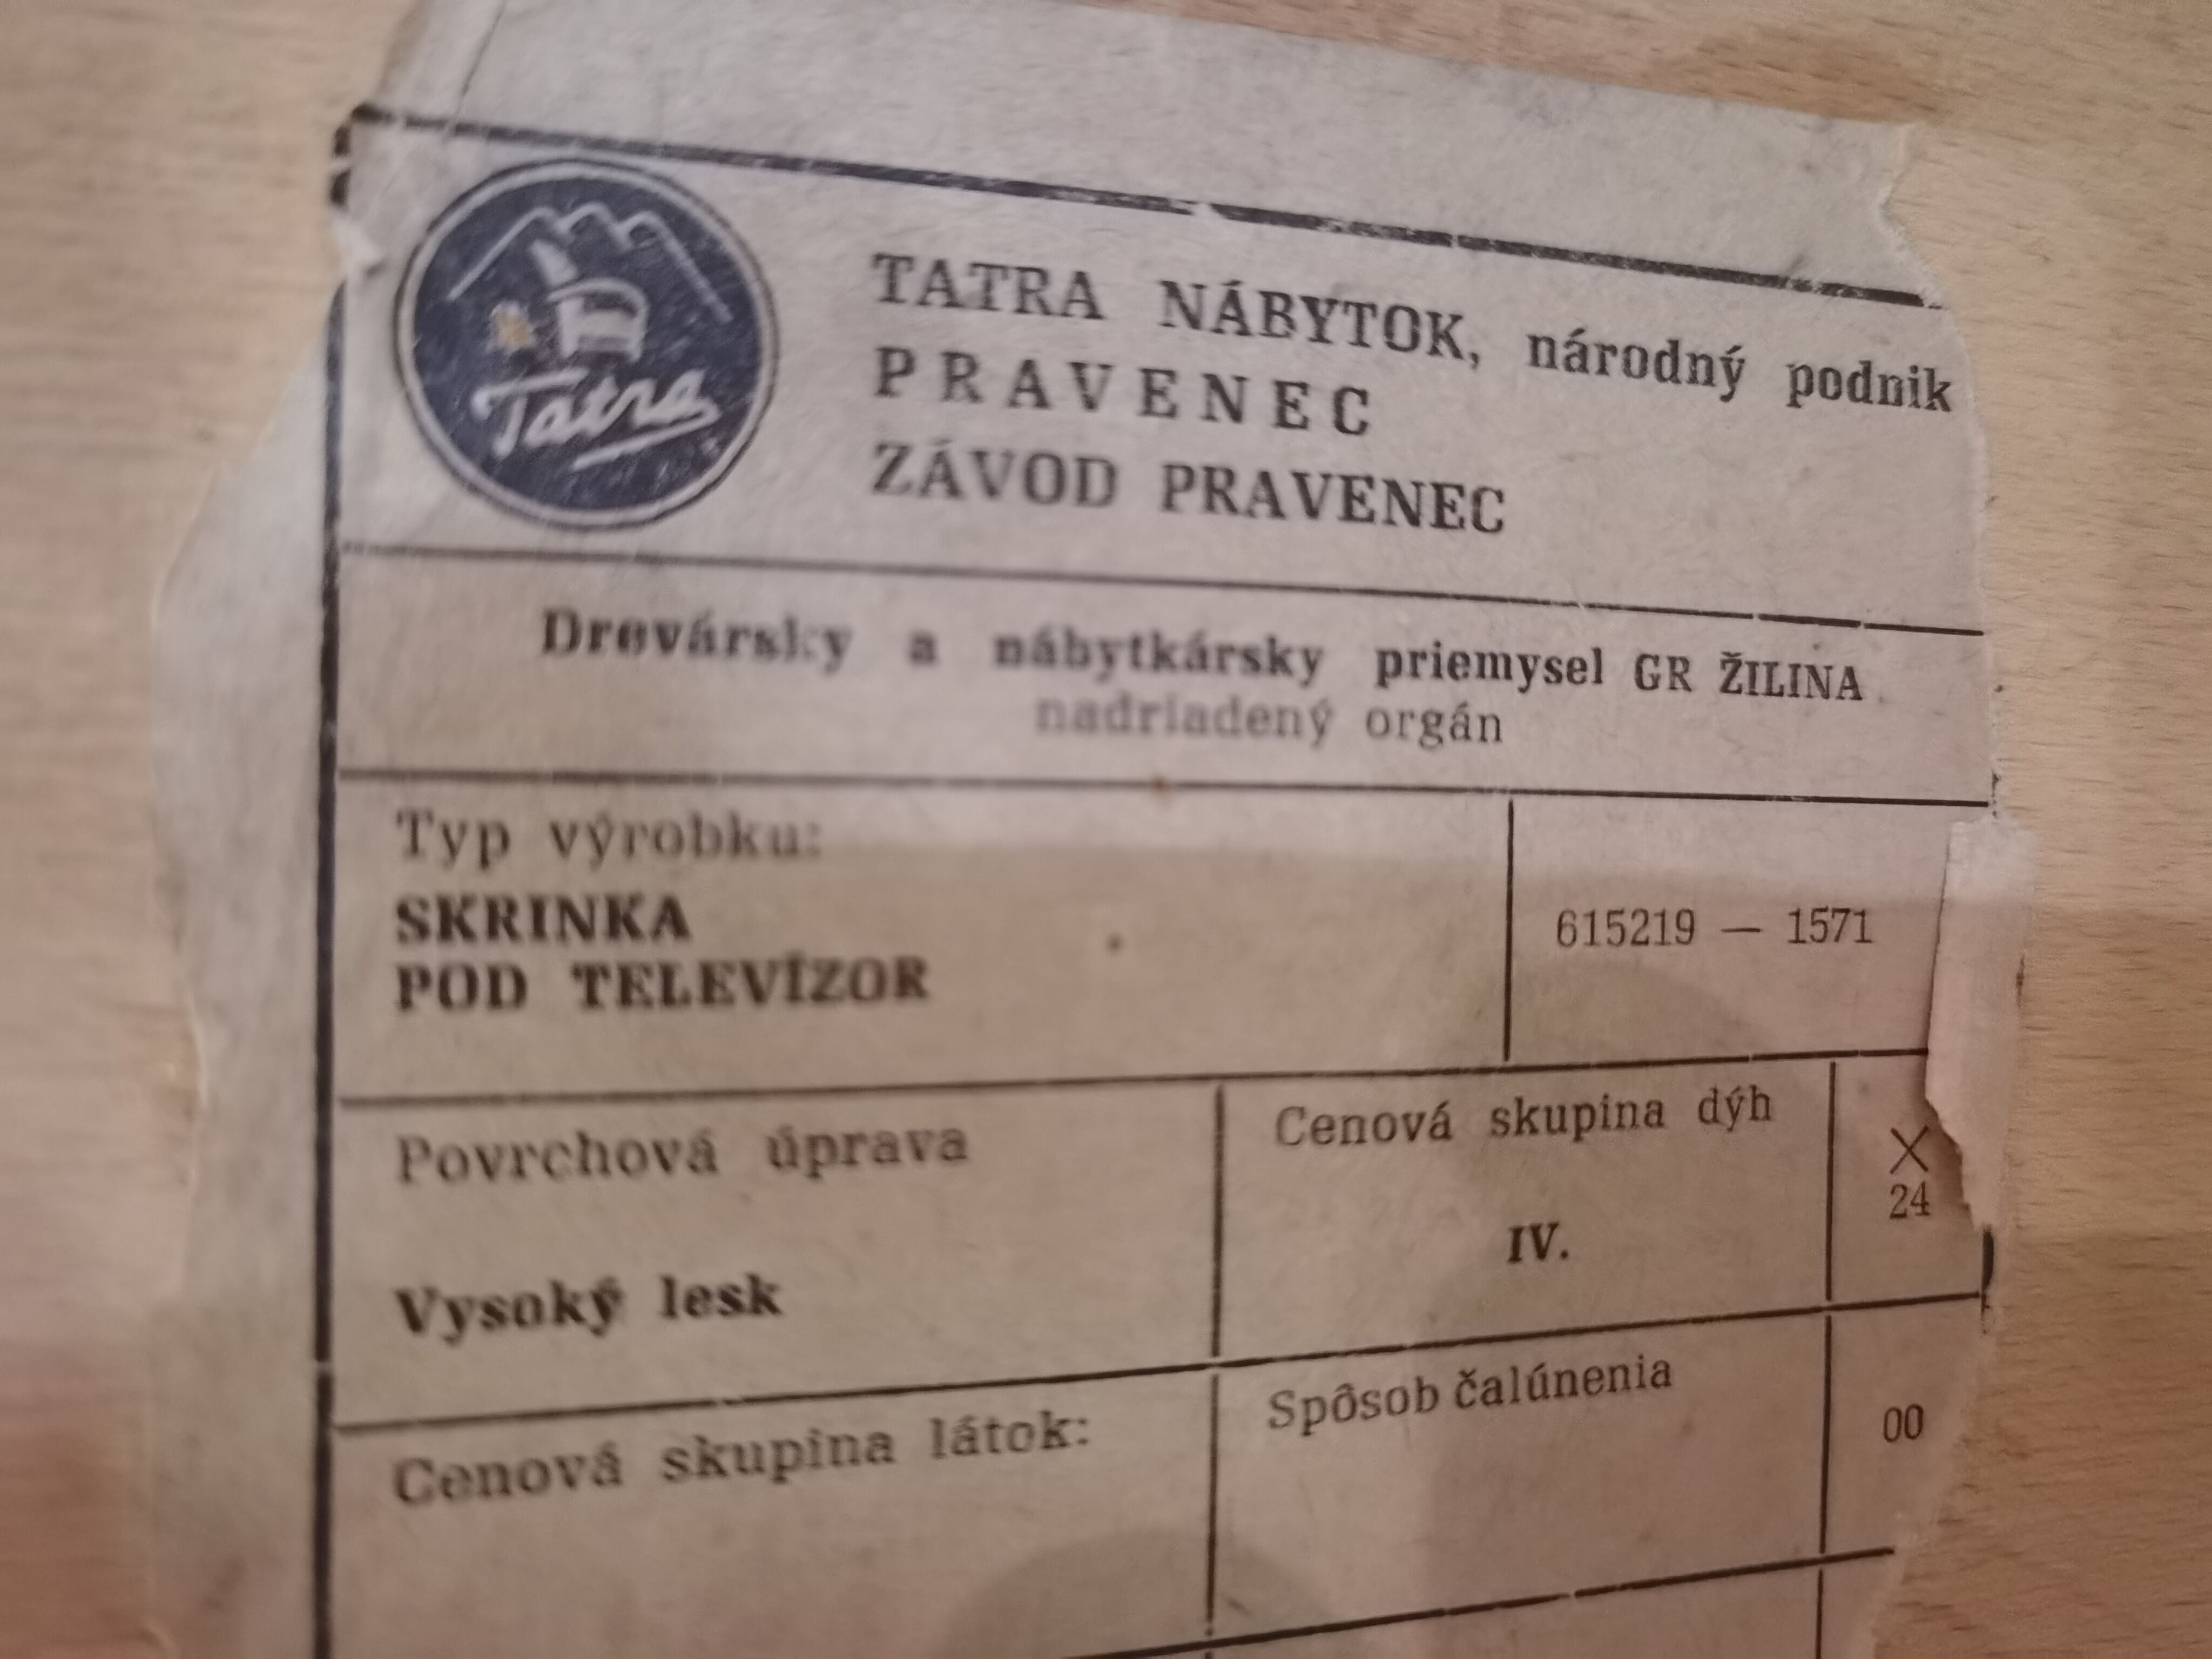 Tatra
TATRA NÁBYTOK, národný podnik
PRAVENEC
ZÁVOD PRAVENEC
Drevársky a nábytkársky priemysel GR ŽILINA
nadriadený orgán
Typ výrobku:
SKRINKA
POD TELEVÍZOR
615219 — 1571
Povrchová úprava
Vysoký lesk
Cenová skupina dýh
IV.
X
24
Cenová skupina látok:
Spôsob čalúnenia
00